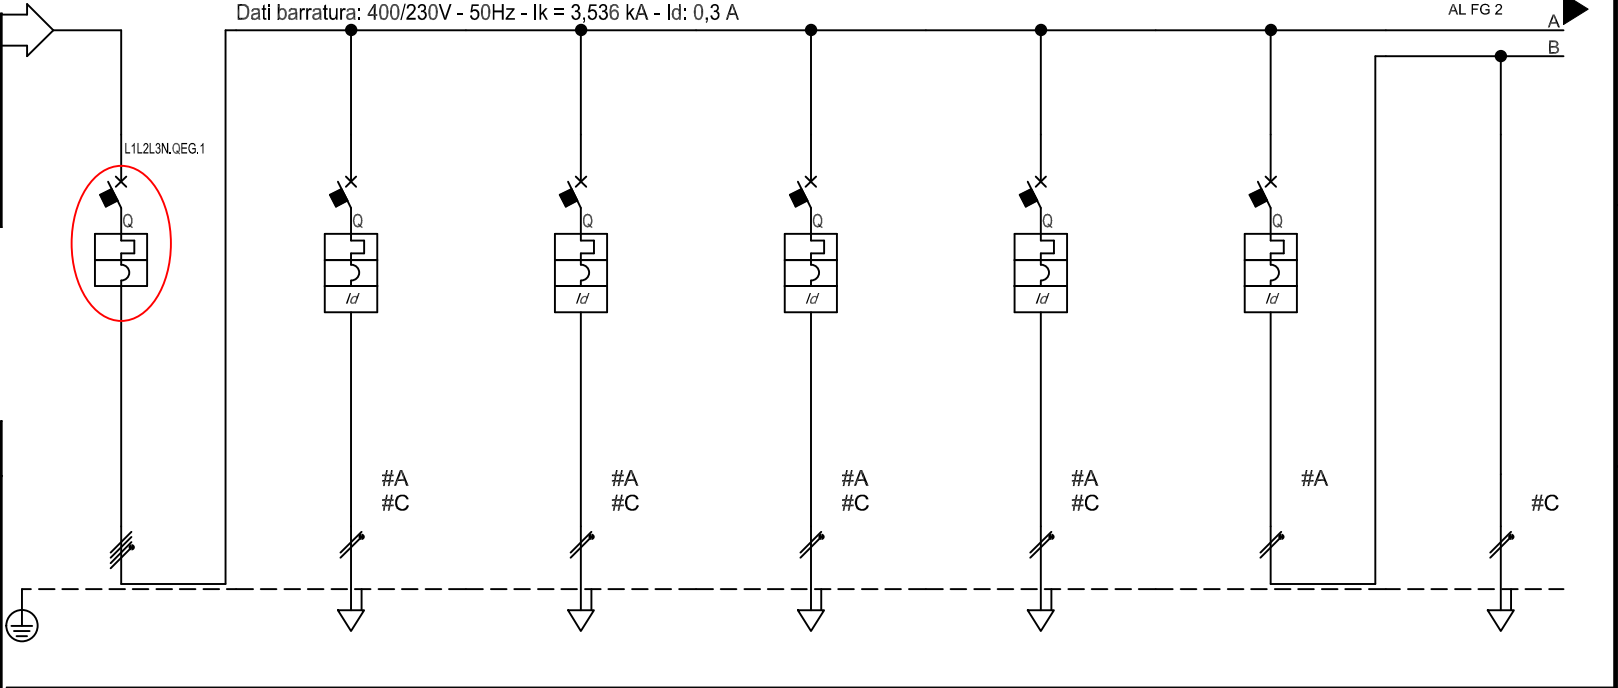 Dati barratura: 400/230V - 50Hz - Ik = 3,536 kA - Id: 0,3 A
AL FG 2
A
B
L1L2L3N.QEG.1
Q
Q
Q
Q
Q
Q
Id
Id
Id
Id
Id
#A
#C
#A
#C
#A
#C
#A
#C
#A
#C